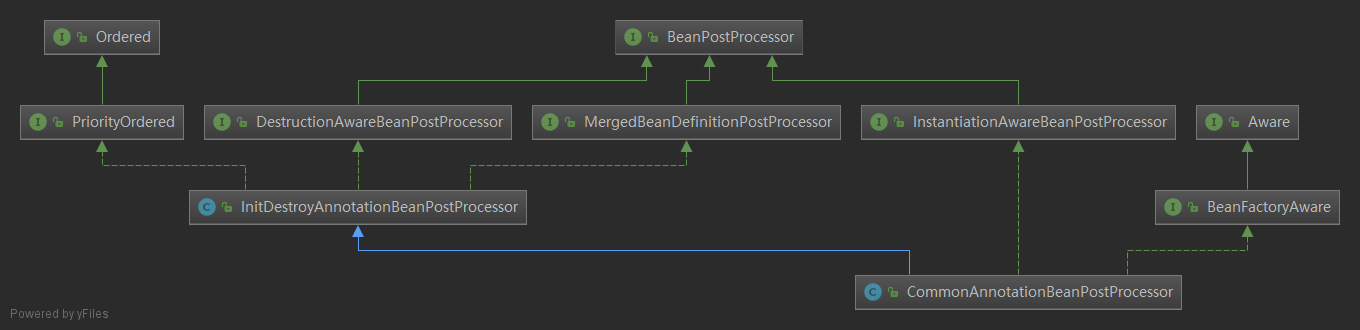 I Ordered
I BeanPostProcessor
I PriorityOrdered
I DestructionAwareBeanPostProcessor
I MergedBeanDefinitionPostProcessor
I InstantiationAwareBeanPostProcessor
I Aware
C InitDestroyAnnotationBeanPostProcessor
I BeanFactoryAware
C CommonAnnotationBeanPostProcessor
Powered by yFiles